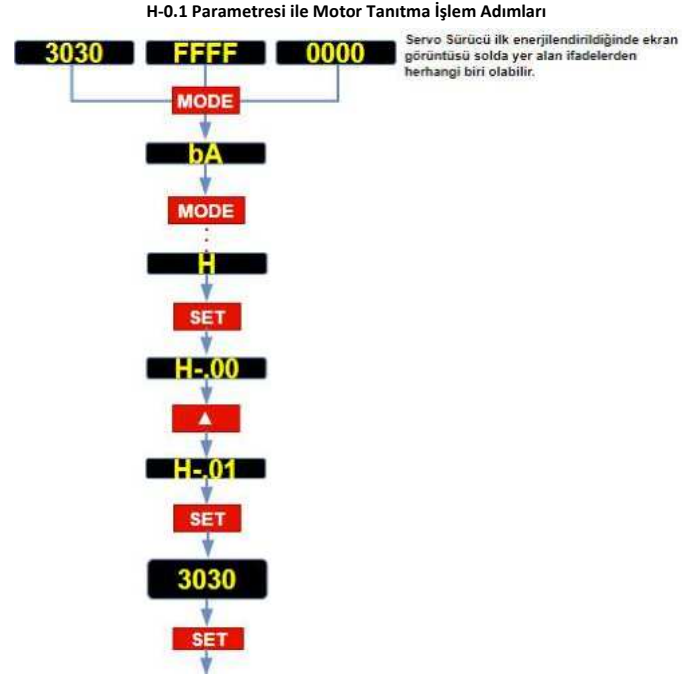 H-0.1 Parametresi ile Motor Tanıtma İşlem Adımları
3030 FFFF 0000
Servo Sürücü ilk enerjilendirildiğinde ekran
görüntüsü solda yer alan ifadelerden
herhangi biri olabilir.
MODE
bA
MODE
H
SET
H-.00
▲
H-.01
SET
3030
SET